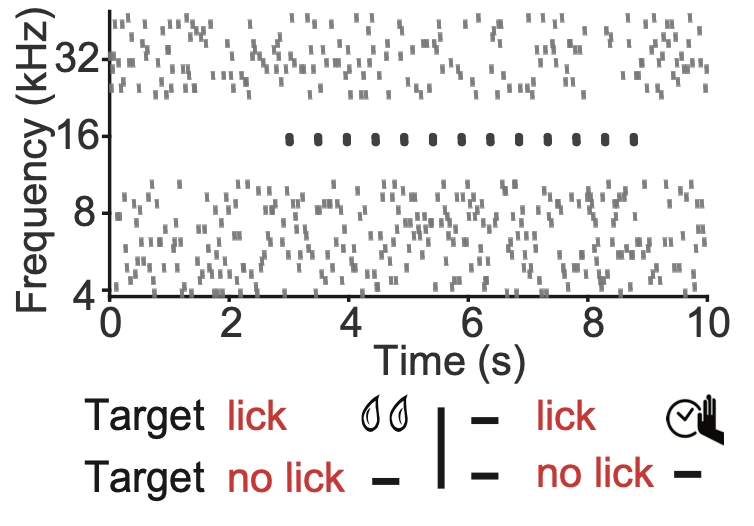 Frequency (kHz)
32
16
8
4
0 2 4 6 8 10
Time (s)
Target lick – lick
Target no lick – – no lick –